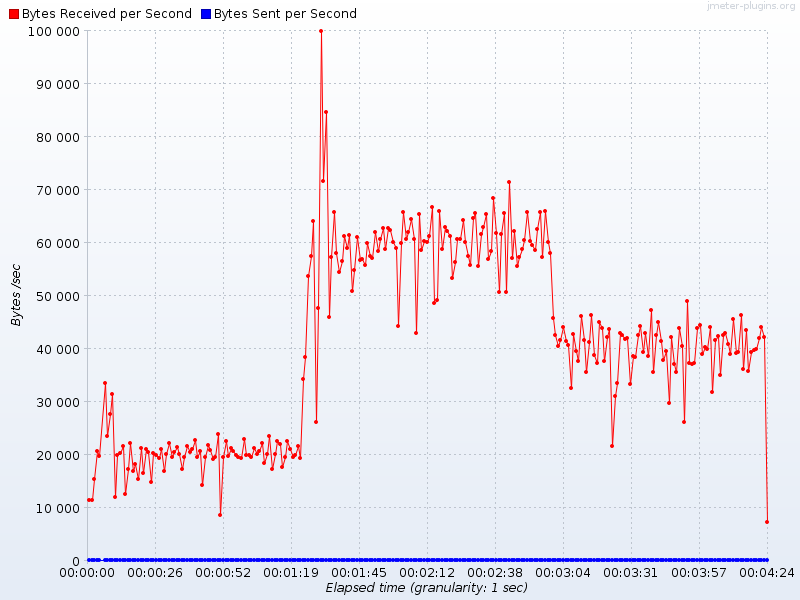 jmeter-plugins.org
Bytes Received per Second Bytes Sent per Second
100 000
90 000
80 000
70 000
60 000
50 000
40 000
30 000
20 000
10 000
0
Bytes /sec
00:00:00 00:00:26 00:00:52 00:01:19 00:01:45 00:02:12 00:02:38 00:03:04 00:03:31 00:03:57 00:04:24
Elapsed time (granularity: 1 sec)